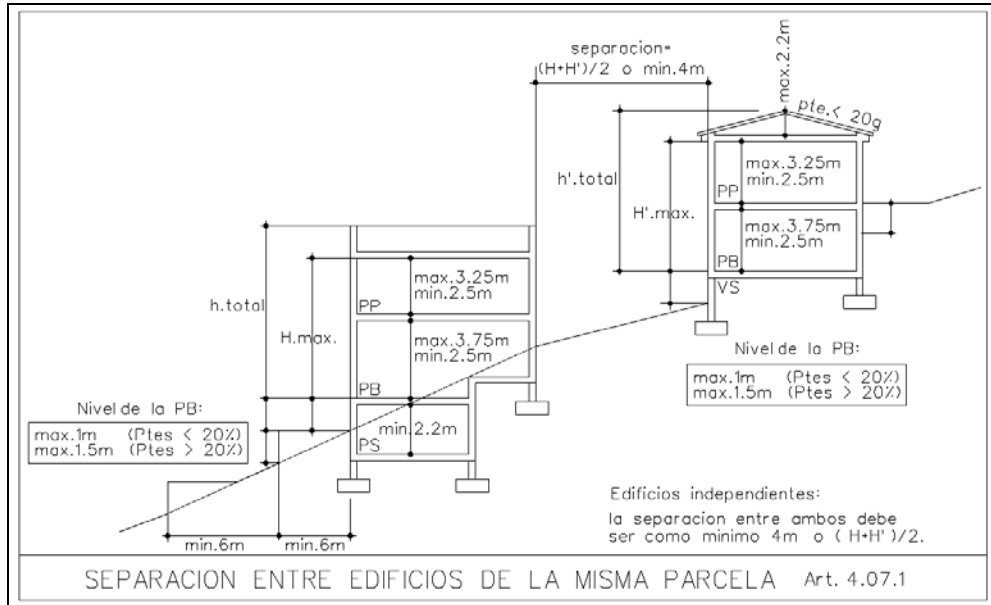 separacion=
(H+H')/2 o min.4m
max.2.2m
pte.< 20g
h'.total
H'.max.
max.3.25m
min.2.5m
PP
max.3.75m
min.2.5m
PB
VS
h.total
H.max.
max.3.25m
min.2.5m
PP
max.3.75m
min.2.5m
PB
min.2.2m
PS
Nivel de la PB:
max.1m (Ptes < 20%)
max.1.5m (Ptes > 20%)
Nivel de la PB:
max.1m (Ptes < 20%)
max.1.5m (Ptes > 20%)
min.6m min.6m
Edificios independientes:
la separacion entre ambos debe
ser como minimo 4m o ( H+H' )/2.
SEPARACION ENTRE EDIFICIOS DE LA MISMA PARCELA Art. 4.07.1